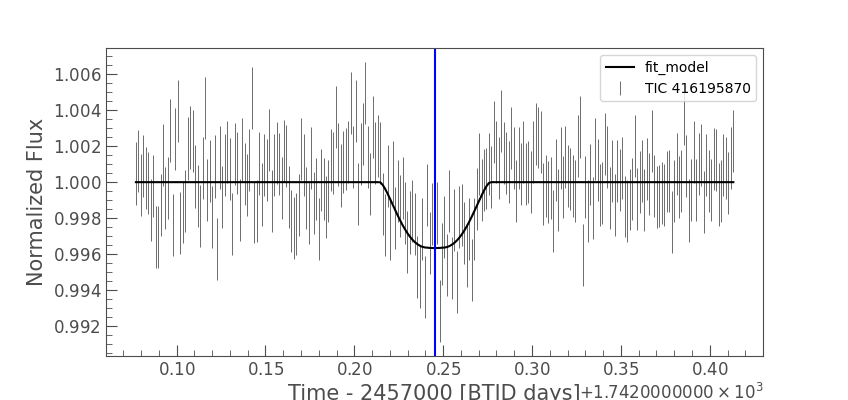 1.006
1.004
1.002
1.000
0.998
0.996
0.994
0.992
Normalized Flux
fit_model
TIC 416195870
0.10 0.15 0.20 0.25 0.30 0.35 0.40
Time - 2457000 [BTJD days]
+1.7420000000 × 10³